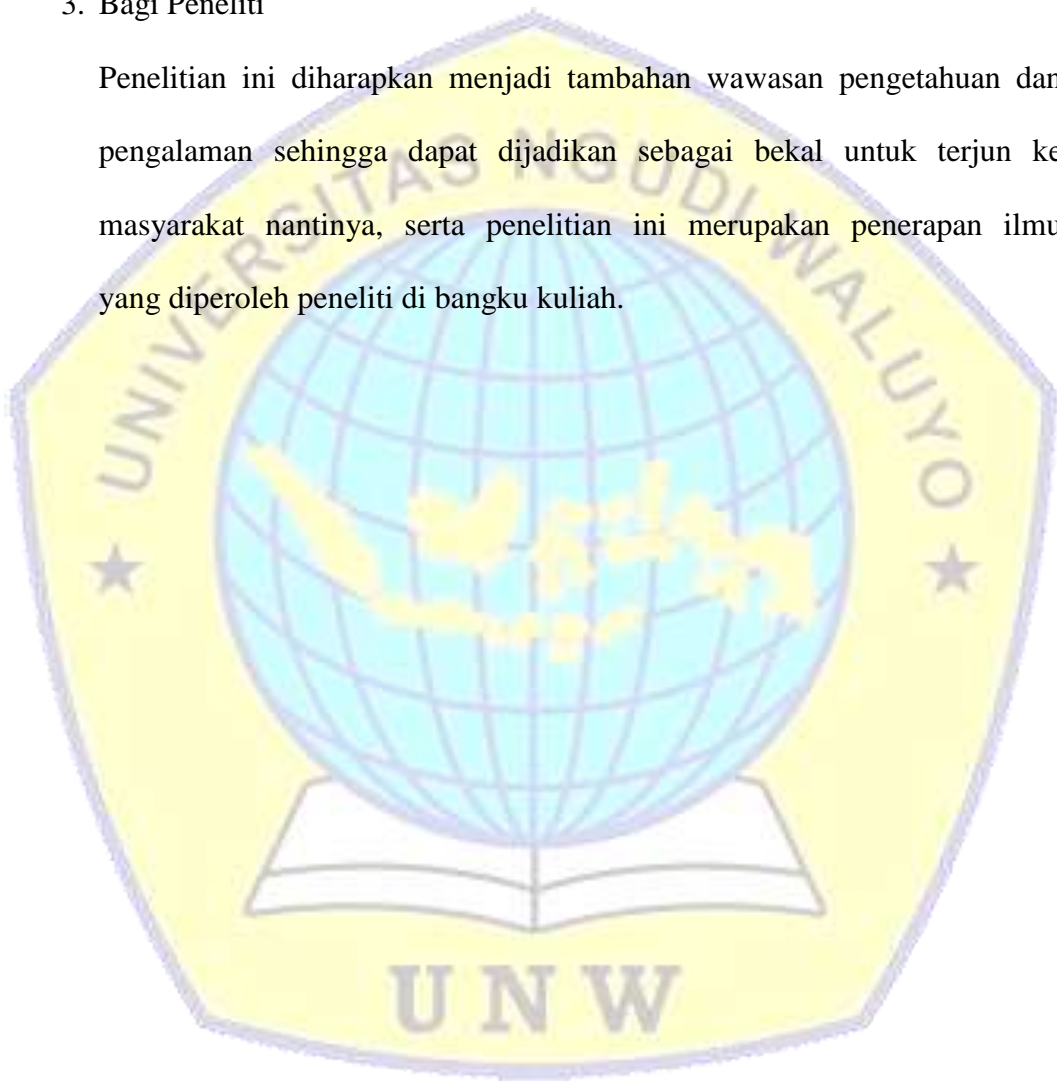 3. Bagi Peneliti
Penelitian ini diharapkan menjadi tambahan wawasan pengetahuan dan
pengalaman sehingga dapat dijadikan sebagai bekal untuk terjun ke
masyarakat nantinya, serta penelitian ini merupakan penerapan ilmu
yang diperoleh peneliti di bangku kuliah.
UNIVERSITAS NGUDI WALUYO
UNW